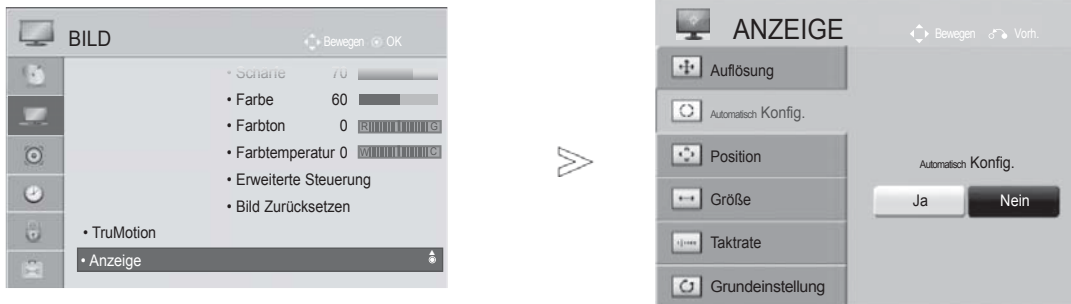 BILD
Bewegen OK
• Schärfe 70
• Farbe 60
• Farbton 0 R G
• Farbtemperatur 0 W C
• Erweiterte Steuerung
• Bild Zurücksetzen
• TruMotion
• Anzeige
ANZEIGE
Bewegen Vorh.
Auflösung
Automatisch Konfig.
Position
Größe
Taktrate
Grundeinstellung
Automatisch Konfig.
Ja Nein